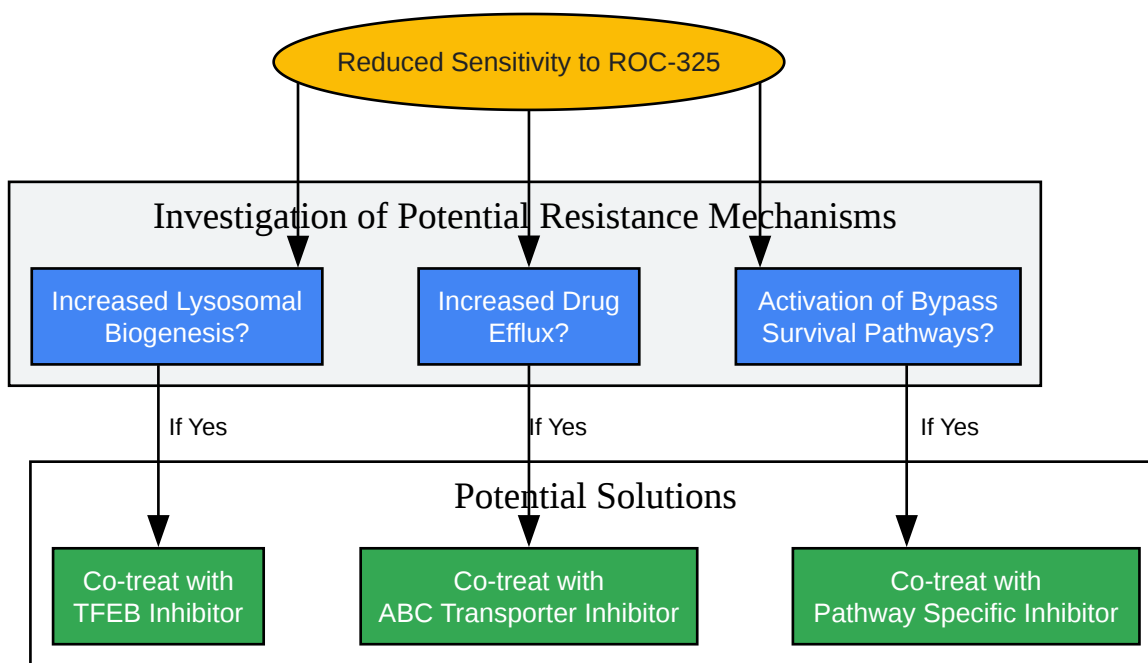 Reduced Sensitivity to ROC-325
Investigation of Potential Resistance Mechanisms
Increased Lysosomal
Biogenesis?
Increased Drug
Efflux?
Activation of Bypass
Survival Pathways?
If Yes
If Yes
If Yes
Potential Solutions
Co-treat with
TFEB Inhibitor
Co-treat with
ABC Transporter Inhibitor
Co-treat with
Pathway Specific Inhibitor